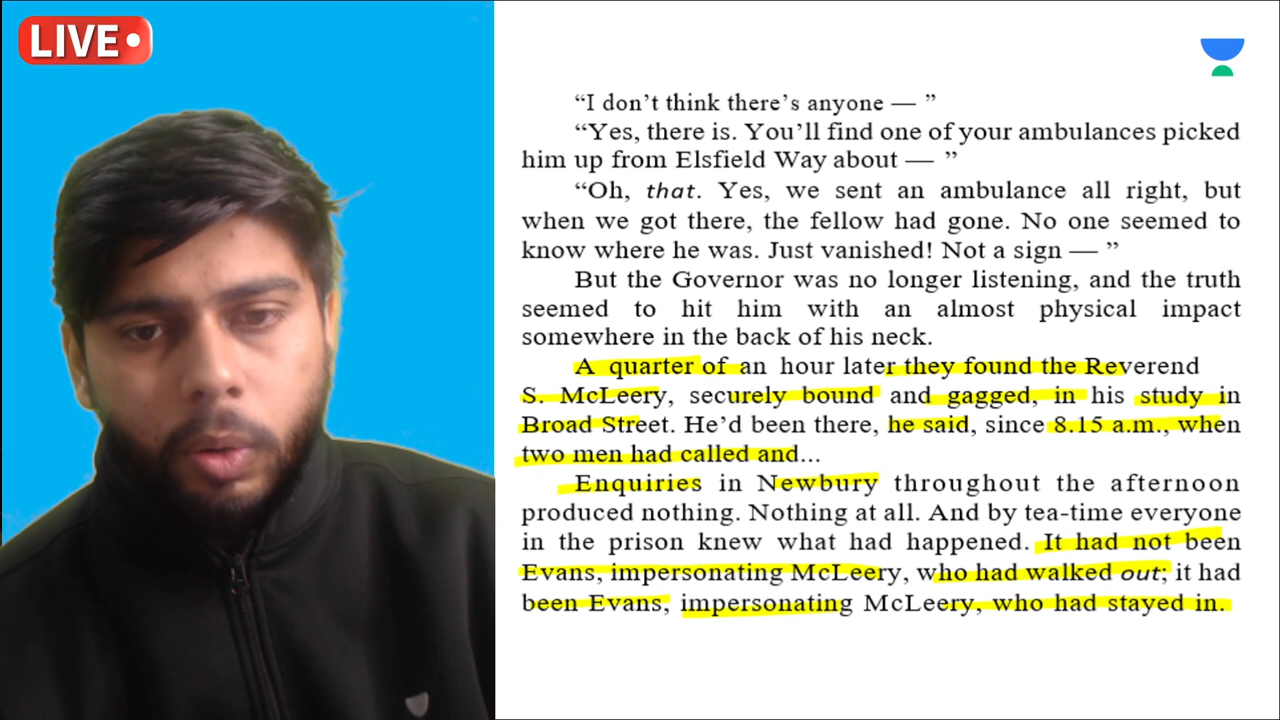 LIVE
“I don’t think there’s anyone — ”
“Yes, there is. You’ll find one of your ambulances picked
him up from Elsfield Way about — ”
“Oh, that. Yes, we sent an ambulance all right, but
when we got there, the fellow had gone. No one seemed to
know where he was. Just vanished! Not a sign — ”
But the Governor was no longer listening, and the truth
seemed to hit him with an almost physical impact
somewhere in the back of his neck.
A quarter of an hour later they found the Reverend
S. McLeery, securely bound and gagged, in his study in
Broad Street. He’d been there, he said, since 8.15 a.m., when
two men had called and...
Enquiries in Newbury throughout the afternoon
produced nothing. Nothing at all. And by tea-time everyone
in the prison knew what had happened. It had not been
Evans, impersonating McLeery, who had walked out; it had
been Evans, impersonating McLeery, who had stayed in.